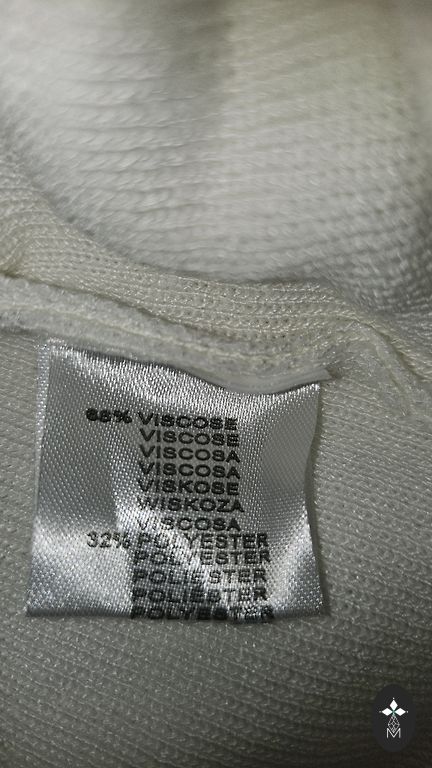 68% VISCOSE
VISCOSE
VISCOSA
VISCOSA
VISKOSE
WISKOZA
VISCOSA
32% POLYESTER
POLYESTER
POLIESTER
POLIESTER
POLYESTER
M